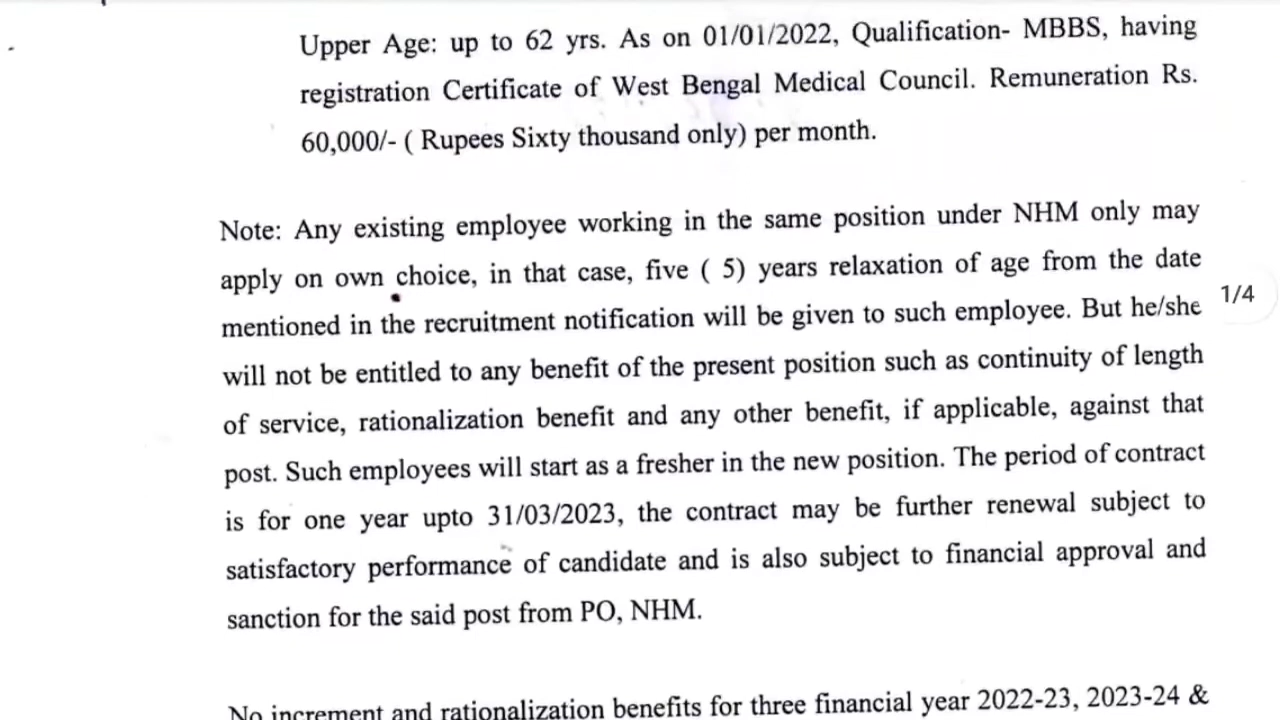 Upper Age: up to 62 yrs. As on 01/01/2022, Qualification- MBBS, having
registration Certificate of West Bengal Medical Council. Remuneration Rs.
60,000/- ( Rupees Sixty thousand only) per month.
Note: Any existing employee working in the same position under NHM only may
apply on own choice, in that case, five ( 5) years relaxation of age from the date
mentioned in the recruitment notification will be given to such employee. But he/she
will not be entitled to any benefit of the present position such as continuity of length
of service, rationalization benefit and any other benefit, if applicable, against that
post. Such employees will start as a fresher in the new position. The period of contract
is for one year upto 31/03/2023, the contract may be further renewal subject to
satisfactory performance of candidate and is also subject to financial approval and
sanction for the said post from PO, NHM.
No increment and rationalization benefits for three financial year 2022-23, 2023-24 &
1/4